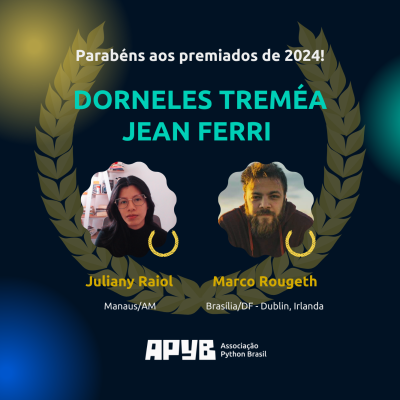 Parabéns aos premiados de 2024!
DORNELES TREMÉA
JEAN FERRI
Juliany Raiol
Marco Rougeth
Manaus/AM
Brasília/DF - Dublin, Irlanda
APYB
Associação
Python Brasil